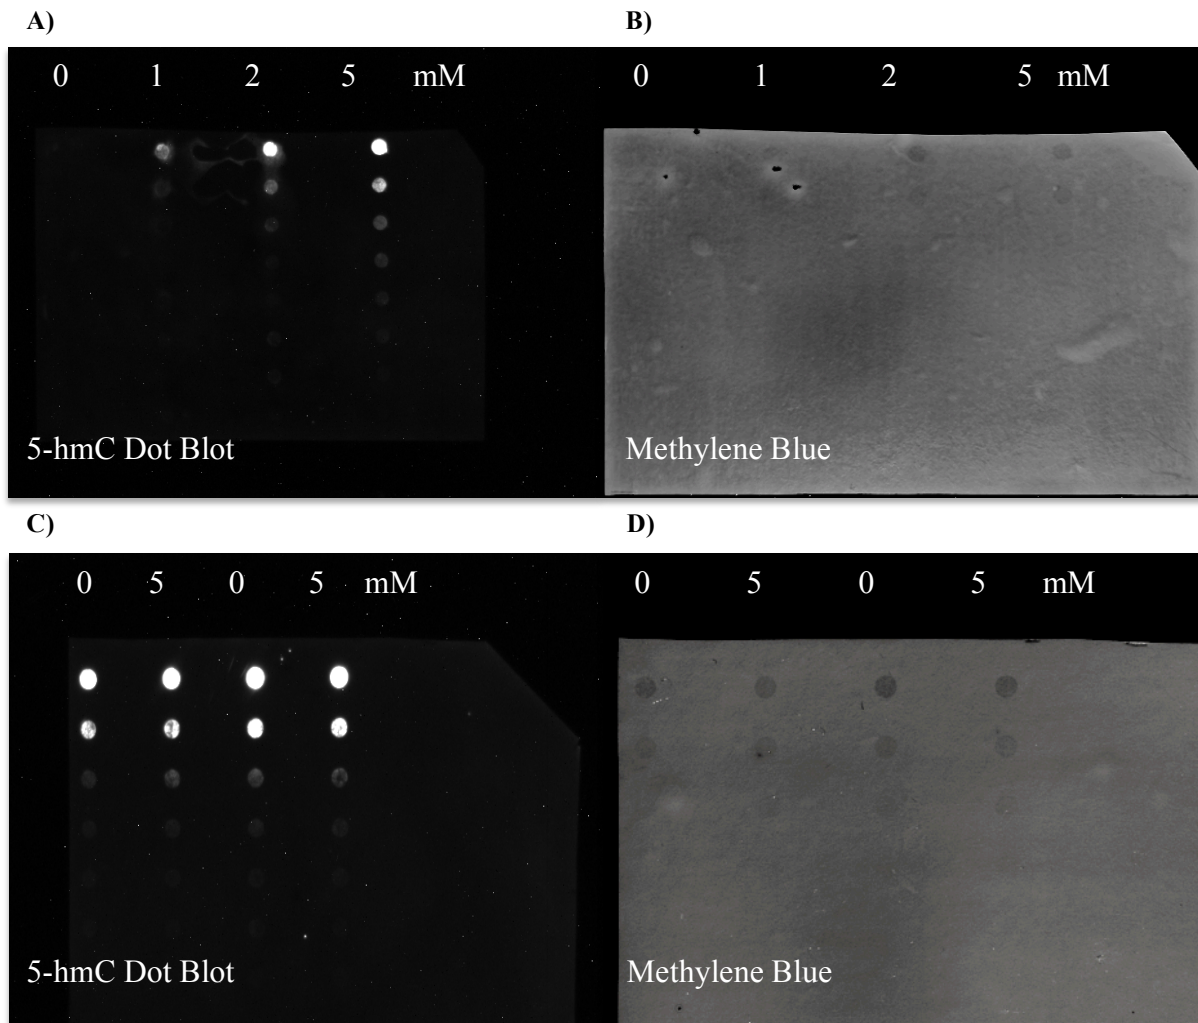 A)
B)
0 1 2 5 mM
0 1 2 5 mM
5-hmC Dot Blot
Methylene Blue
C)
D)
0 5 0 5 mM
0 5 0 5 mM
5-hmC Dot Blot
Methylene Blue